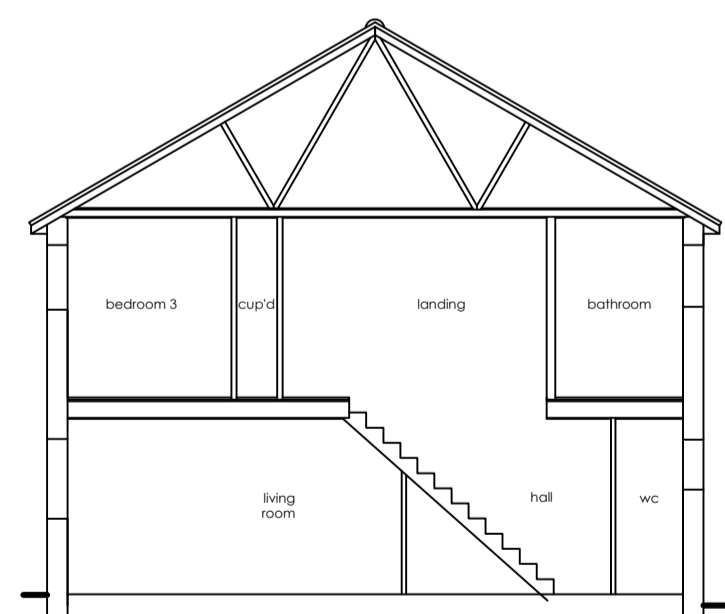 bedroom 3
cup'd
landing
bathroom
living
room
hall
wc